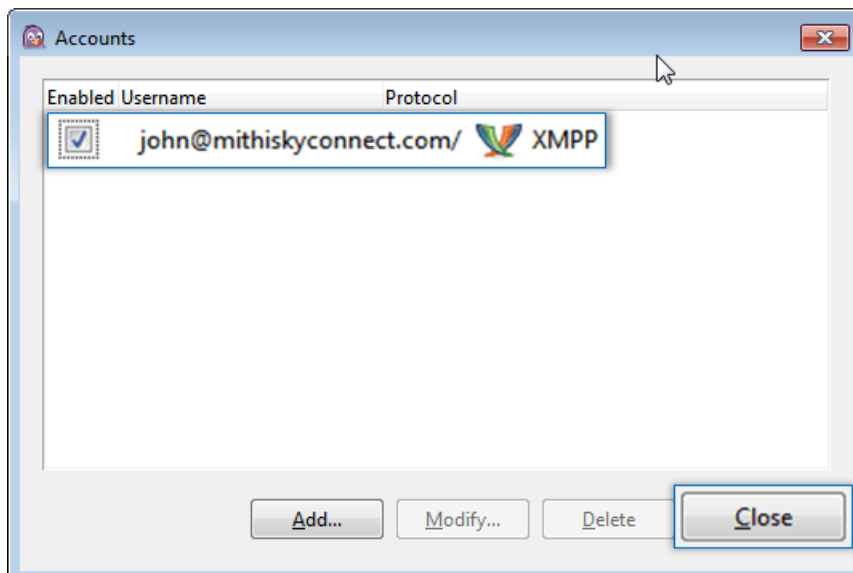 Accounts
Enabled Username Protocol
john@mithiskyconnect.com/ XMPP
Add... Modify... Delete Close